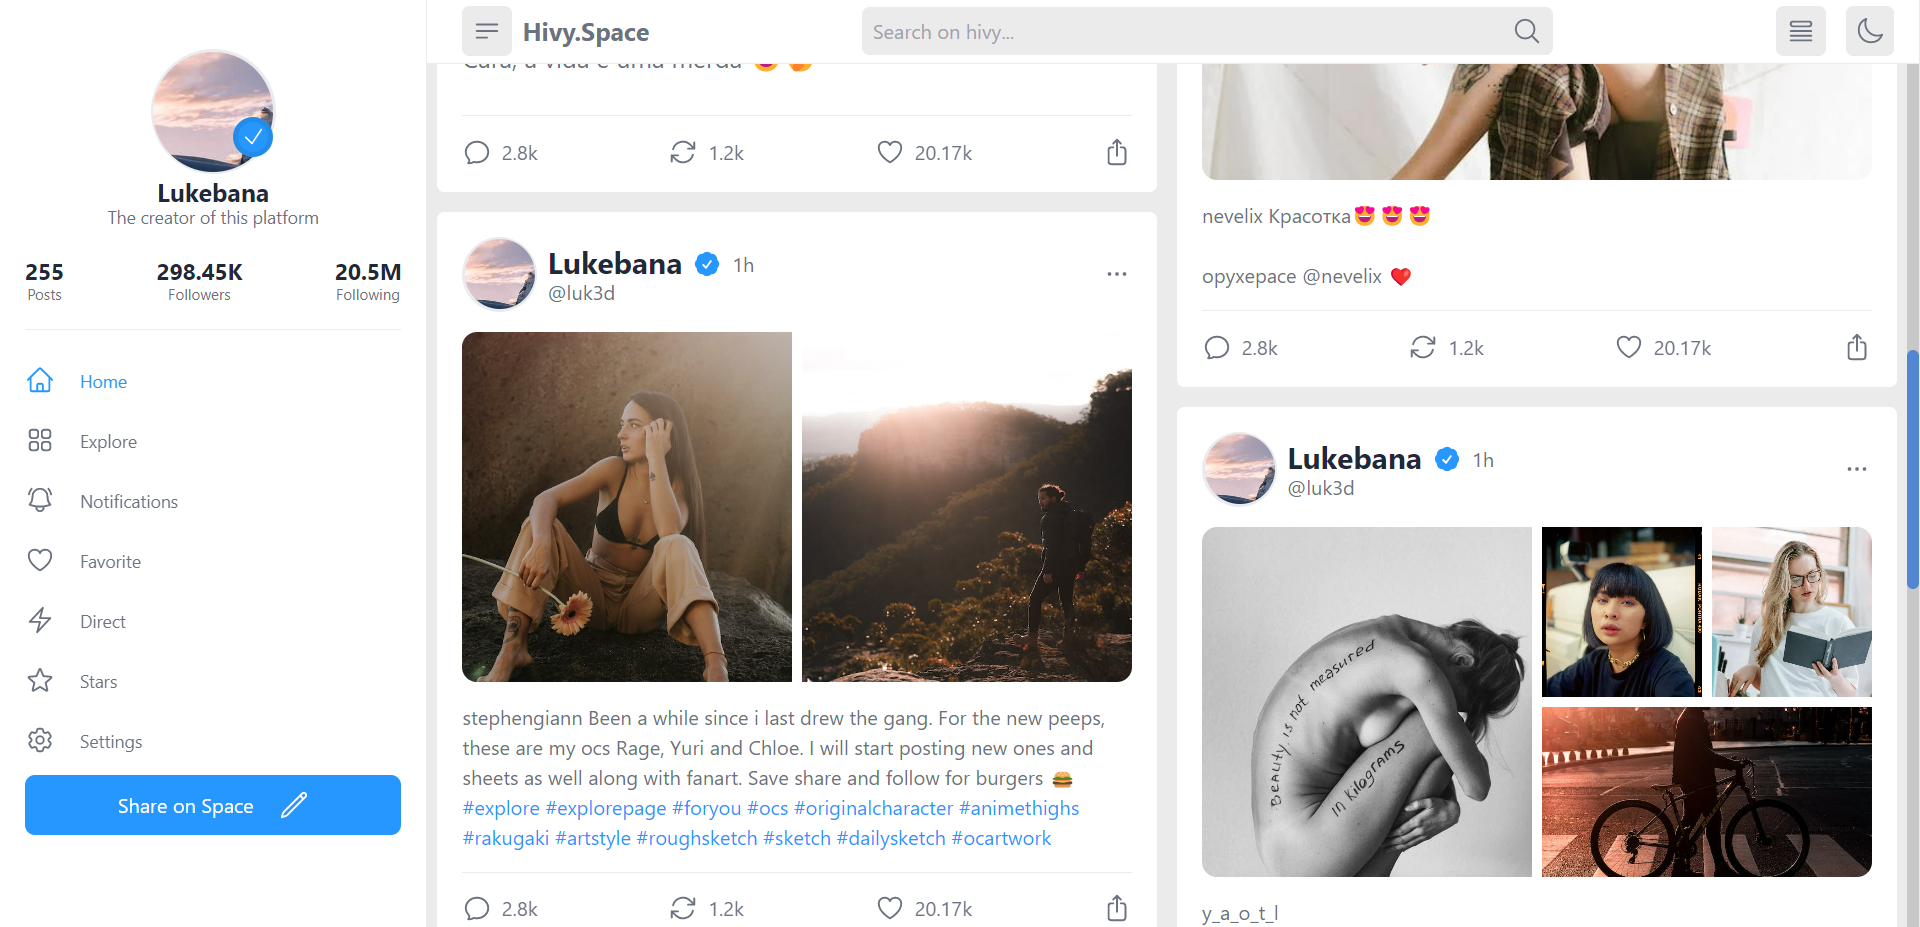 Lukebana
The creator of this platform
255
Posts
298.45K
Followers
20.5M
Following
Home
Explore
Notifications
Favorite
Direct
Stars
Settings
Share on Space
Hivy.Space
Search on hivy...
Cara, a vida é uma merda 😍
2.8k
1.2k
20.17k
Lukebana 1h
@luk3d
stephengiann Been a while since i last drew the gang. For the new peeps,
these are my ocs Rage, Yuri and Chloe. I will start posting new ones and
sheets as well along with fanart. Save share and follow for burgers 🍔
#explore #explorepage #foryou #ocs #originalcharacter #animethighs
#rakugaki #artstyle #roughsketch #sketch #dailysketch #ocartwork
2.8k
1.2k
20.17k
nevelix Красотка😍 😍 😍
opyxepace @nevelix ❤️
2.8k
1.2k
20.17k
Lukebana 1h
@luk3d
Beauty is not measured
in kilograms
y_a_o_t_l